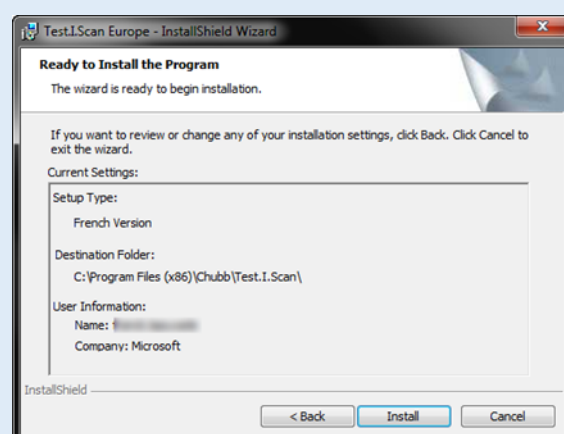 Test.I.Scan Europe - InstallShield Wizard
Ready to Install the Program
The wizard is ready to begin installation.
If you want to review or change any of your installation settings, click Back. Click Cancel to
exit the wizard.
Current Settings:
Setup Type:
French Version
Destination Folder:
C:\Program Files (x86)\Chubb\Test.I.Scan\
User Information:
Name:
Company: Microsoft
InstallShield
< Back Install Cancel